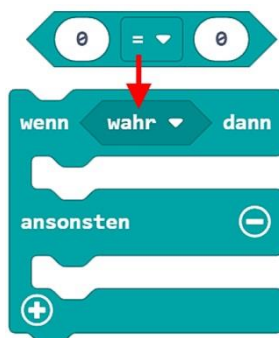 0 = 0
wenn wahr dann
ansonsten